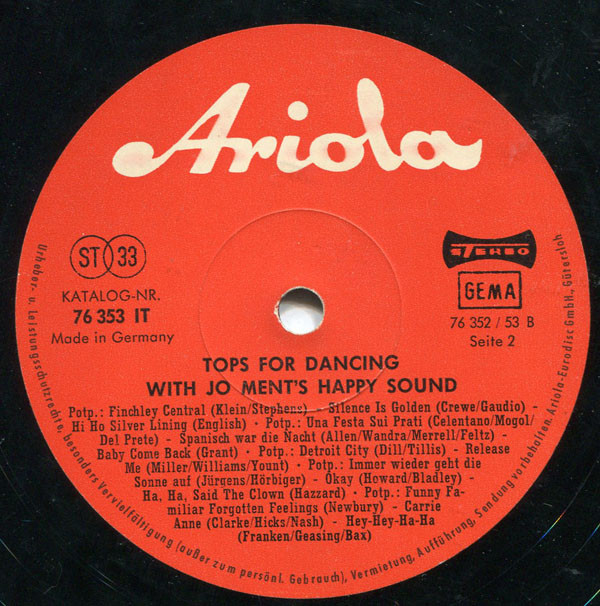 Ariola
ST 33
STEREO
KATALOG-NR.
76 353 IT
Made in Germany
GEMA
76 352 / 53 B
Seite 2
TOPS FOR DANCING
WITH JO MENT'S HAPPY SOUND
Potp.: Finchley Central (Klein/Stephens) - Silence Is Golden (Crewe/Gaudio) -
Hi Ho Silver Lining (English) · Potp.: Una Festa Sui Prati (Celentano/Mogol/
Del Prete) - Spanisch war die Nacht (Allen/Wandra/Merrell/Feltz) -
Baby Come Back (Grant) · Potp.: Detroit City (Dill/Tillis) - Release
Me (Miller/Williams/Yount) · Potp.: Immer wieder geht die
Sonne auf (Jürgens/Hörbiger) - Okay (Howard/Bladley) -
Ha, Ha, Said The Clown (Hazzard) · Potp.: Funny Fa-
miliar Forgotten Feelings (Newbury) - Carrie
Anne (Clarke/Hicks/Nash) - Hey-Hey-Ha-Ha
(Franken/Geasing/Bax)
Urheber- u. Leistungsschutzrechte, besonders Vervielfältigung (außer zum persönl. Gebrauch), Vermietung, Aufführung, Sendung vorbehalten. Ariola-Eurodisc GmbH., Gütersloh